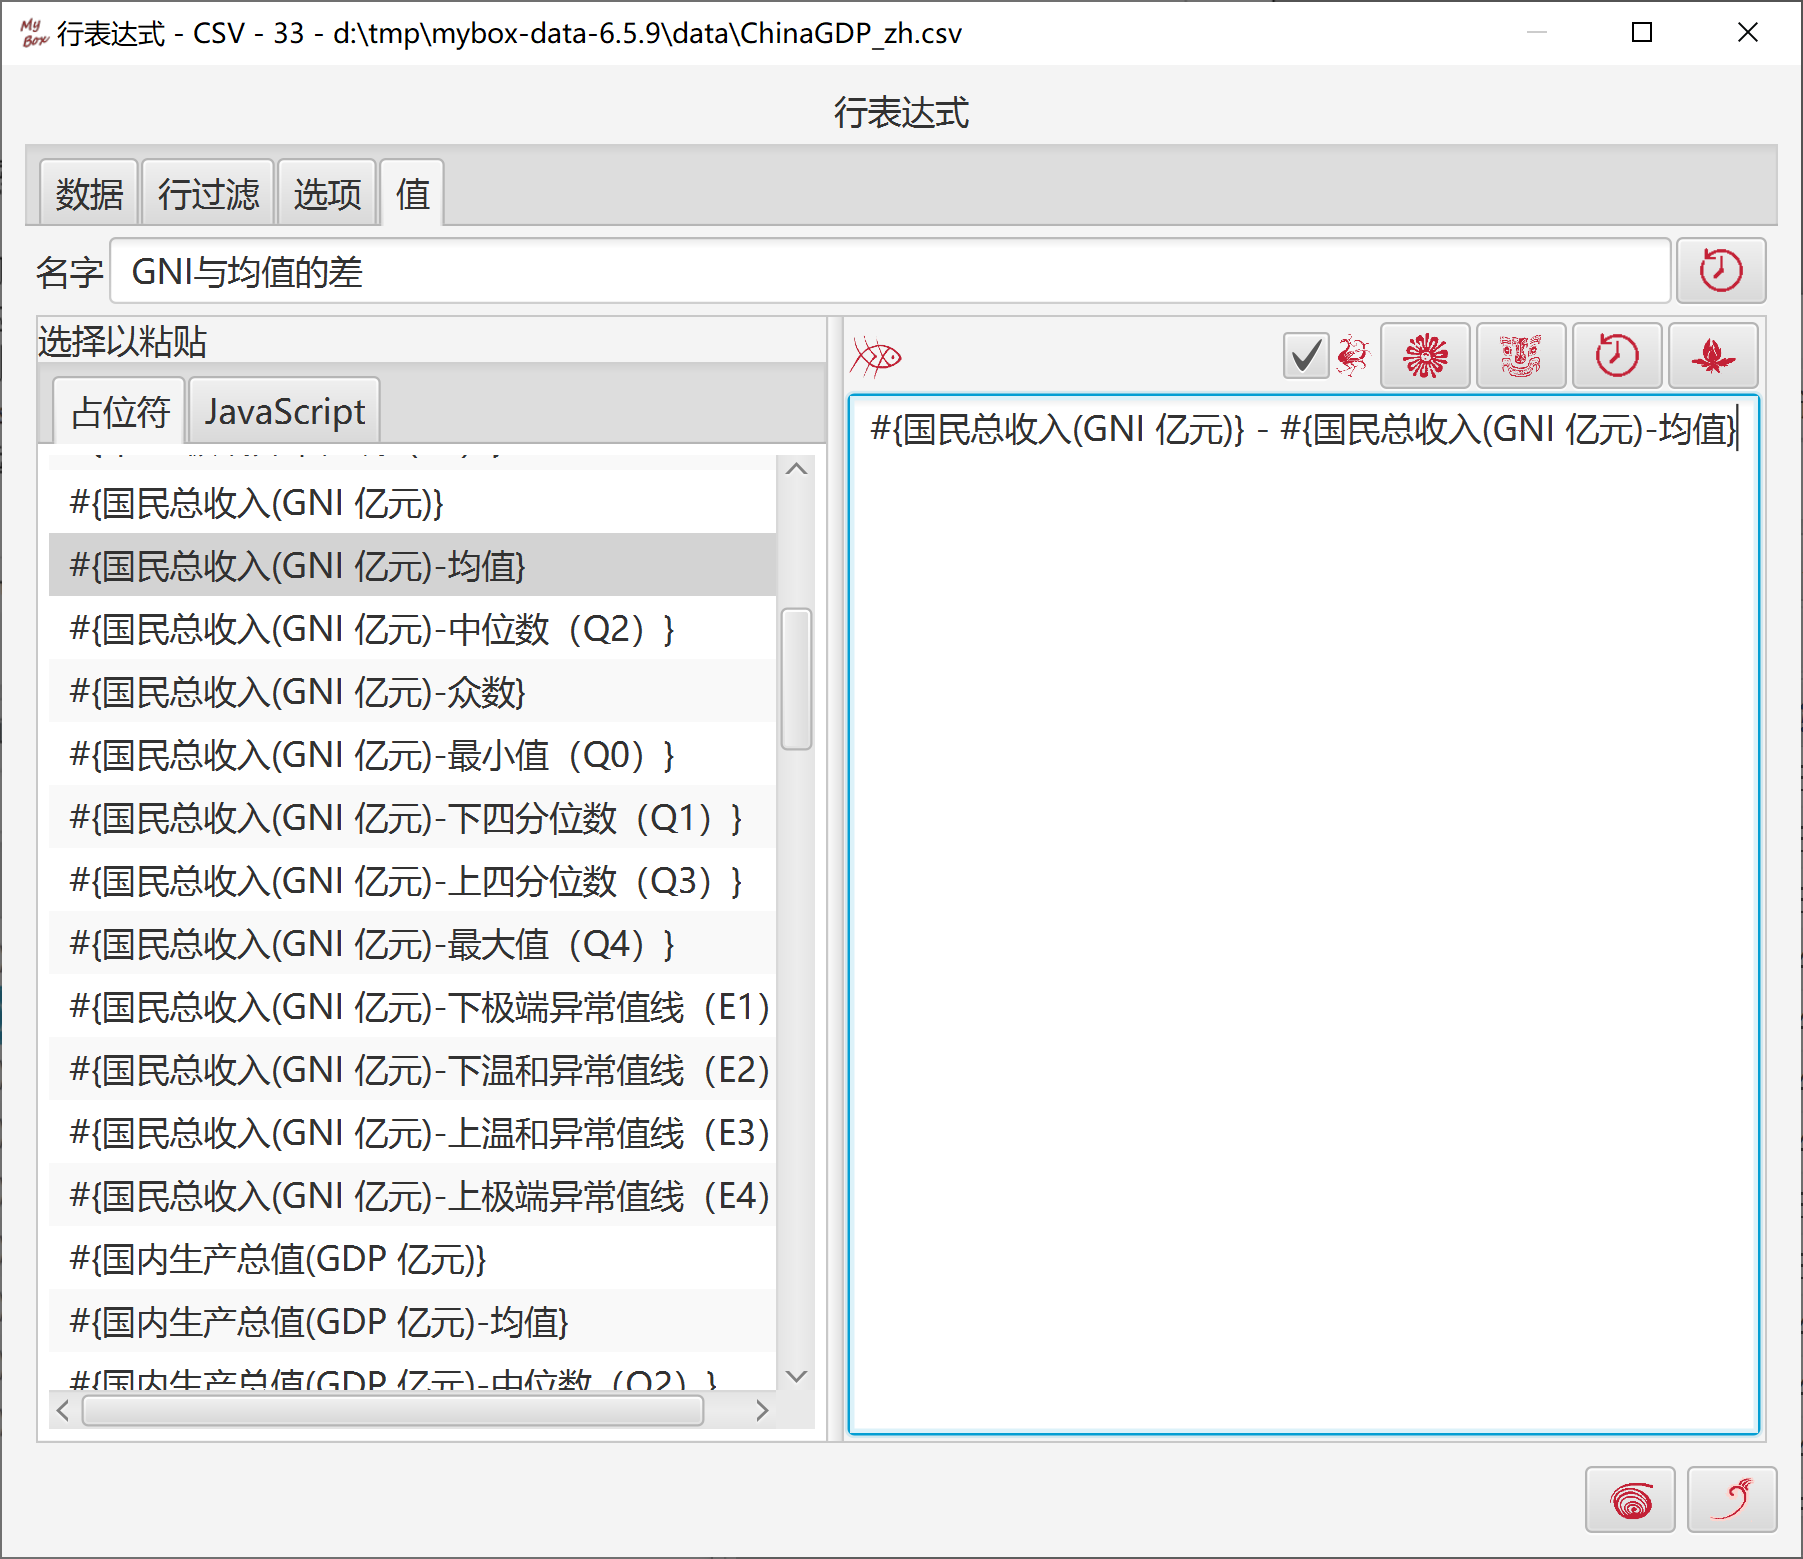 My Box 行表达式 - CSV - 33 - d:\tmp\mybox-data-6.5.9\data\ChinaGDP_zh.csv
行表达式
数据 行过滤 选项 值
名字 GNI与均值的差
选择以粘贴
占位符 JavaScript
#{国民总收入(GNI 亿元)} - #{国民总收入(GNI 亿元)-均值}
#{国民总收入(GNI 亿元)}
#{国民总收入(GNI 亿元)-均值}
#{国民总收入(GNI 亿元)-中位数（Q2）}
#{国民总收入(GNI 亿元)-众数}
#{国民总收入(GNI 亿元)-最小值（Q0）}
#{国民总收入(GNI 亿元)-下四分位数（Q1）}
#{国民总收入(GNI 亿元)-上四分位数（Q3）}
#{国民总收入(GNI 亿元)-最大值（Q4）}
#{国民总收入(GNI 亿元)-下极端异常值线（E1）
#{国民总收入(GNI 亿元)-下温和异常值线（E2）
#{国民总收入(GNI 亿元)-上温和异常值线（E3）
#{国民总收入(GNI 亿元)-上极端异常值线（E4）
#{国内生产总值(GDP 亿元)}
#{国内生产总值(GDP 亿元)-均值}
#{国内生产总值(GDP 亿元)-中位数（Q2）}